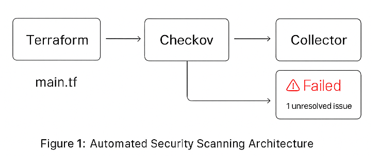 Terraform
Checkov
Collector
main.tf
Failed
1 unresolved issue
Figure 1: Automated Security Scanning Architecture